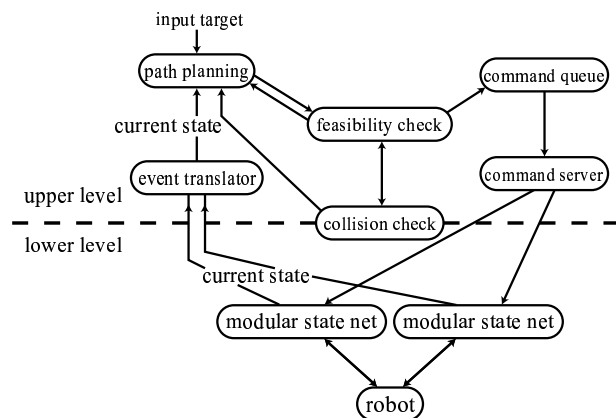 input target
path planning
command queue
feasibility check
current state
event translator
command server
upper level
collision check
lower level
current state
modular state net
modular state net
robot